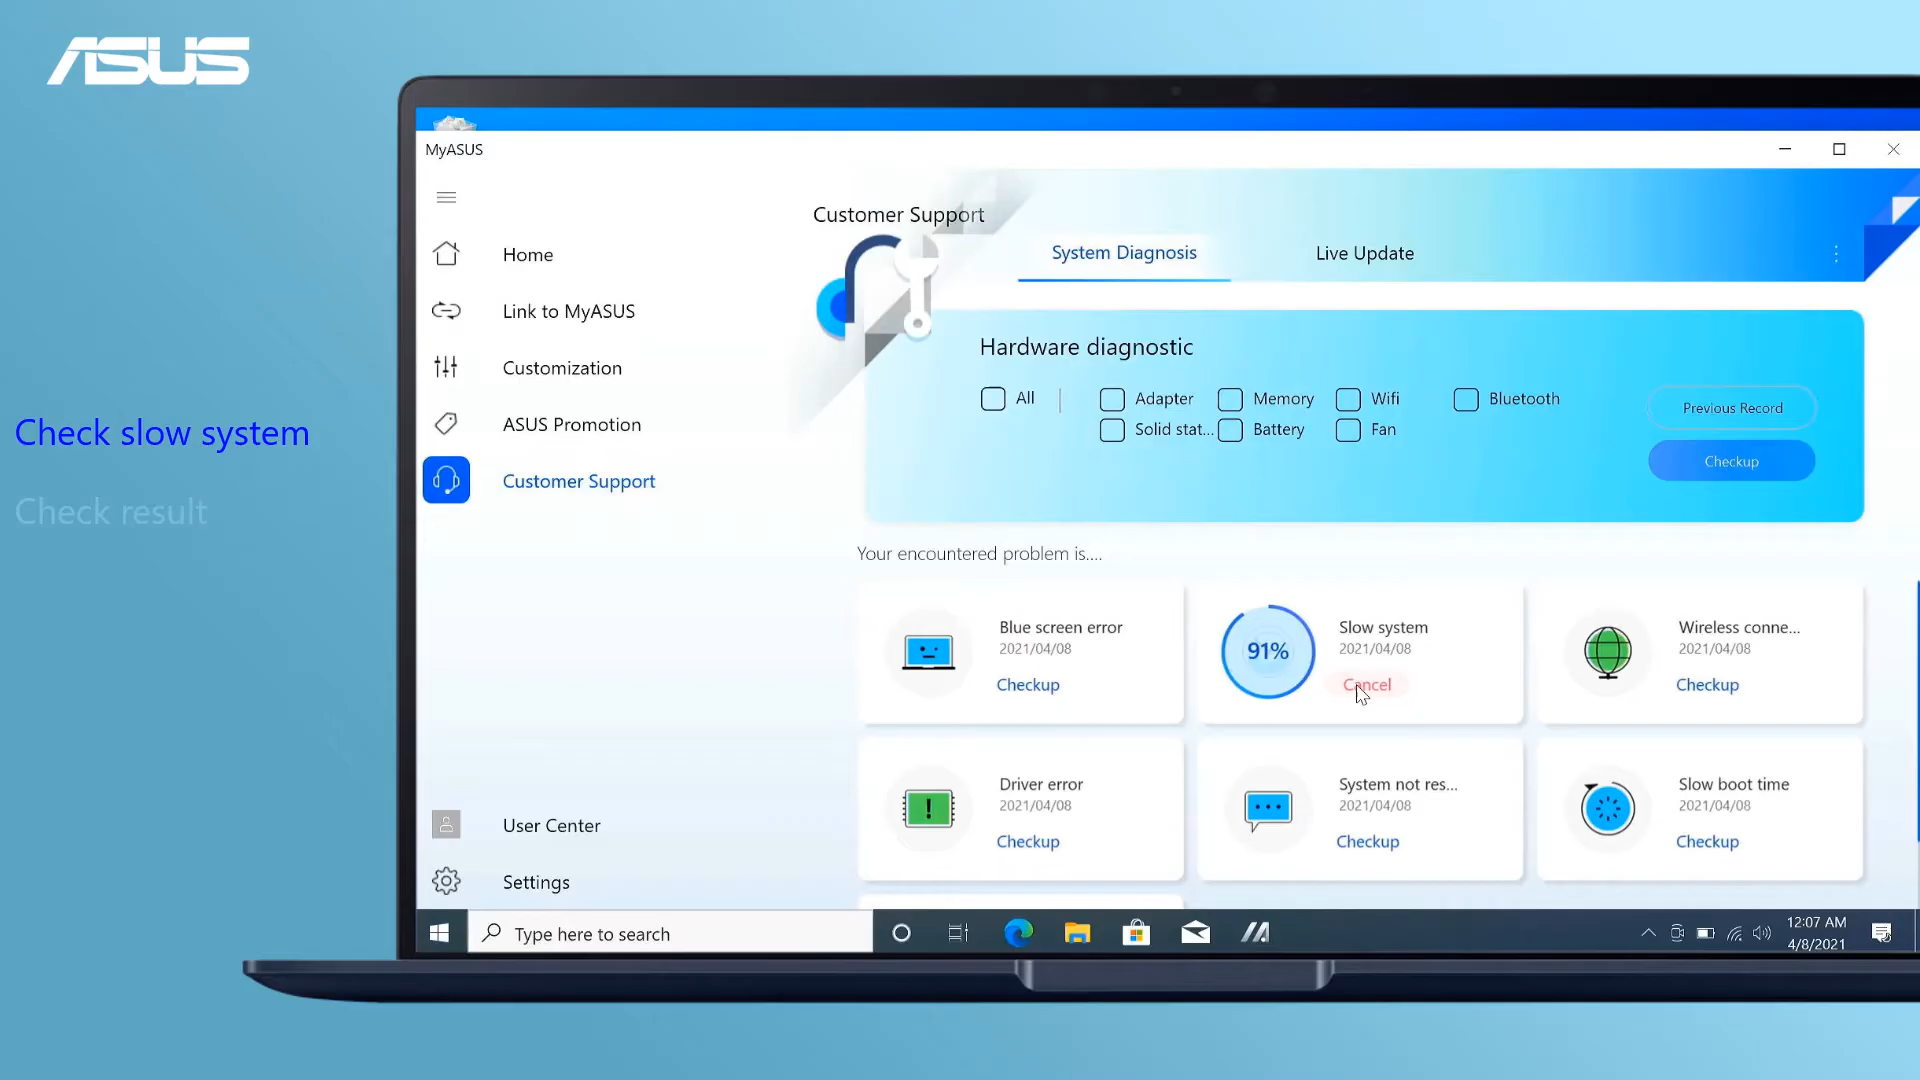 ASUS
MyASUS
Customer Support
Home
System Diagnosis
Live Update
Link to MyASUS
Hardware diagnostic
Customization
All
Adapter
Memory
Wifi
Bluetooth
Previous Record
ASUS Promotion
Solid stat...
Battery
Fan
Check slow system
Checkup
Customer Support
Check result
Your encountered problem is....
Blue screen error
2021/04/08
Checkup
91%
Slow system
2021/04/08
Cancel
Wireless conne...
2021/04/08
Checkup
Driver error
2021/04/08
Checkup
System not res...
2021/04/08
Checkup
Slow boot time
2021/04/08
Checkup
User Center
Settings
Type here to search
12:07 AM
4/8/2021